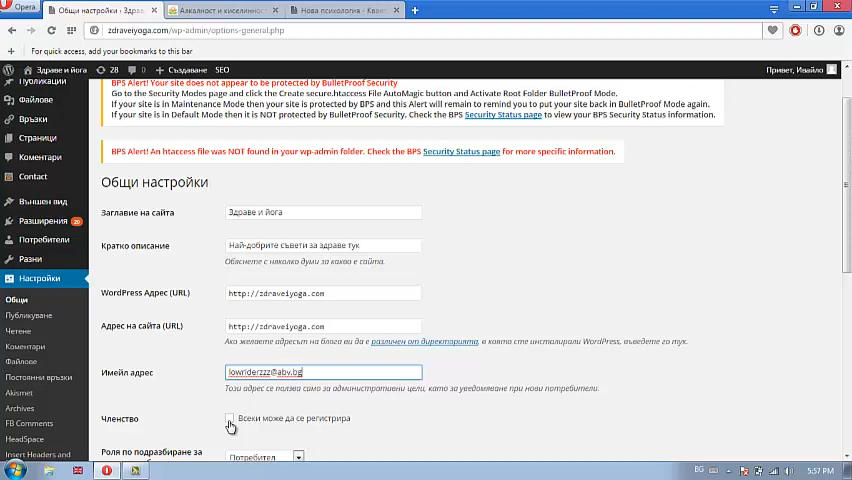 Opera
Общи настройки ‹ Здрав
Алкалност и киселиннос
Нова психология - Кван
zdraveiyoga.com/wp-admin/options-general.php
For quick access, add your bookmarks to this bar
Здраве и йога 28 0 + Създаване SEO Привет, Ивайло
Публикации
Файлове
Връзки
Страници
Коментари
Contact
Външен вид
Разширения 20
Потребители
Разни
Настройки
Общи
Публикуване
Четене
Коментари
Файлове
Постоянни връзки
Akismet
Archives
FB Comments
HeadSpace
Insert Headers and
BPS Alert! Your site does not appear to be protected by BulletProof Security
Go to the Security Modes page and click the Create secure.htaccess File AutoMagic button and Activate Root Folder BulletProof Mode.
If your site is in Maintenance Mode then your site is protected by BPS and this Alert will remain to remind you to put your site back in BulletProof Mode again.
If your site is in Default Mode then it is NOT protected by BulletProof Security. Check the BPS Security Status page to view your BPS Security Status information.
BPS Alert! An htaccess file was NOT found in your wp-admin folder. Check the BPS Security Status page for more specific information.
Общи настройки
Заглавие на сайта Здраве и йога
Кратко описание Най-добрите съвети за здраве тук
Обяснете с няколко думи за какво е сайта.
WordPress Адрес (URL) http://zdraveiyoga.com
Адрес на сайта (URL) http://zdraveiyoga.com
Ако желаете адресът на блога ви да е различен от директорията, в която сте инсталирали WordPress, въведете го тук.
Имейл адрес lowriderzzz@abv.bg
Този адрес се ползва само за административни цели, като за уведомяване при нови потребители.
Членство Всеки може да се регистрира
Роля по подразбиране за Потребител
BG 5:57 PM